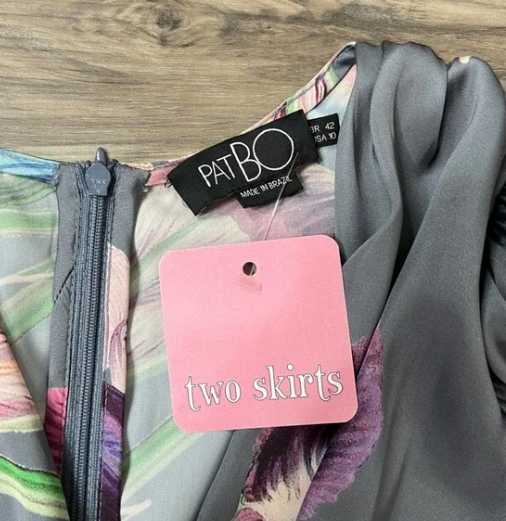 PATBO
MADE IN BRAZIL
BR 42
USA 10
two skirts